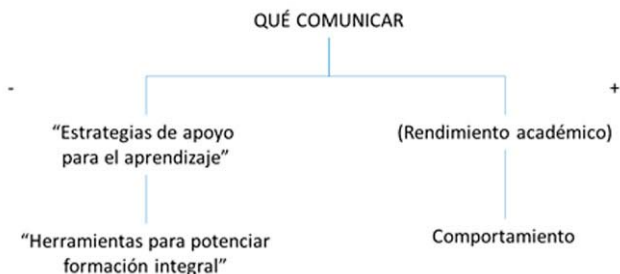 QUÉ COMUNICAR
-
+
“Estrategias de apoyo
para el aprendizaje”
(Rendimiento académico)
“Herramientas para potenciar
formación integral”
Comportamiento